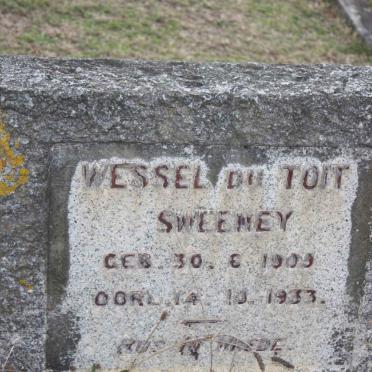 WESSEL DU TOIT
SWEENEY
GEB. 30. 6. 1909
OORL. 14. 10. 1933.
RUS IN VREDE